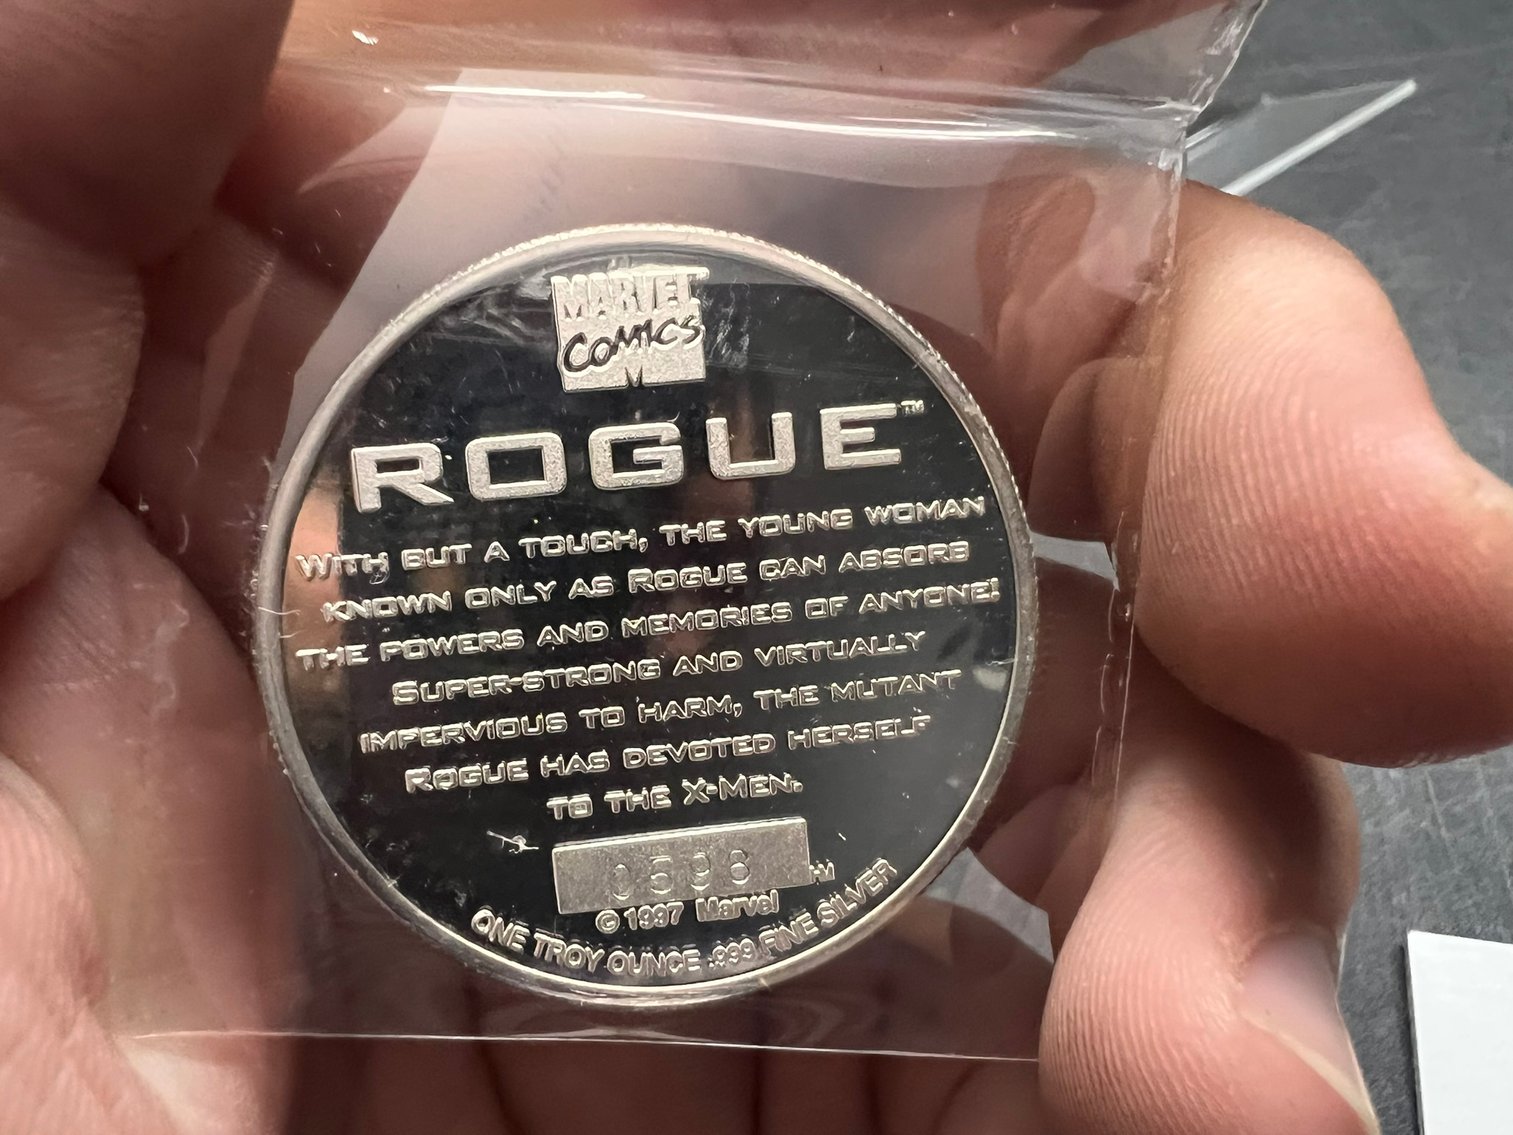 MARVEL
COMICS
M
ROGUE™
WITH BUT A TOUCH, THE YOUNG WOMAN
KNOWN ONLY AS ROGUE CAN ABSORB
THE POWERS AND MEMORIES OF ANYONE!
SUPER-STRONG AND VIRTUALLY
IMPERVIOUS TO HARM, THE MUTANT
ROGUE HAS DEVOTED HERSELF
TO THE X-MEN.
HM
© 1997 Marvel
ONE TROY OUNCE .999 FINE SILVER